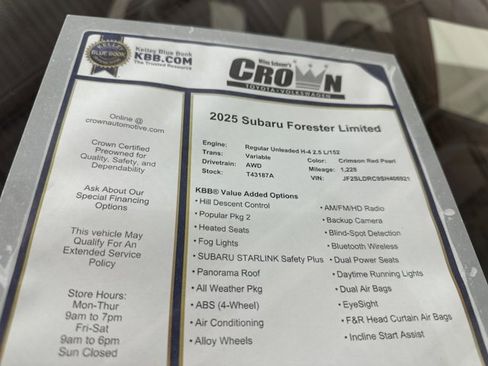 KELLEY
BLUE BOOK
Kelley Blue Book
KBB.COM
The Trusted Resource
CROWN
TOYOTA • VOLKSWAGEN
Online @
crownautomotive.com
Crown Certified
Preowned for
Quality, Safety, and
Dependability
Ask About Our
Special Financing
Options
This vehicle May
Qualify For An
Extended Service
Policy
Store Hours:
Mon-Thur
9am to 7pm
Fri-Sat
9am to 6pm
Sun Closed
2025 Subaru Forester Limited
Engine: Regular Unleaded H-4 2.5 L/152
Trans: Variable
Color: Crimson Red Pearl
Drivetrain: AWD
Mileage: 1,229
Stock: T43187A
VIN: JF2SLDRC9SH406921
KBB® Value Added Options
• Hill Descent Control
• Popular Pkg 2
• Heated Seats
• Fog Lights
• SUBARU STARLINK Safety Plus
• Panorama Roof
• All Weather Pkg
• ABS (4-Wheel)
• Air Conditioning
• Alloy Wheels
• AM/FM/HD Radio
• Backup Camera
• Blind-Spot Detection
• Bluetooth Wireless
• Dual Power Seats
• Daytime Running Lights
• Dual Air Bags
• EyeSight
• F&R Head Curtain Air Bags
• Incline Start Assist